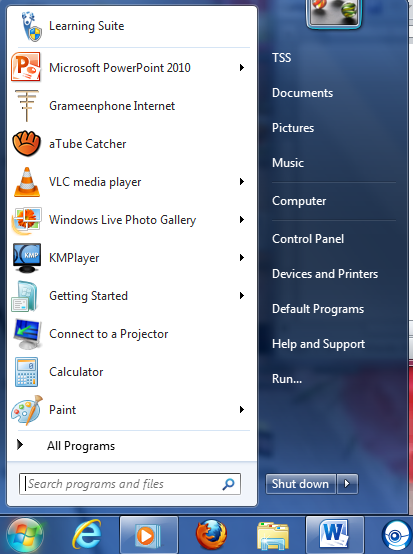 Learning Suite
Microsoft PowerPoint 2010
Grameenphone Internet
aTube Catcher
VLC media player
Windows Live Photo Gallery
KMP
KMPlayer
Getting Started
Connect to a Projector
Calculator
Paint
All Programs
Search programs and files
TSS
Documents
Pictures
Music
Computer
Control Panel
Devices and Printers
Default Programs
Help and Support
Run...
Shut down